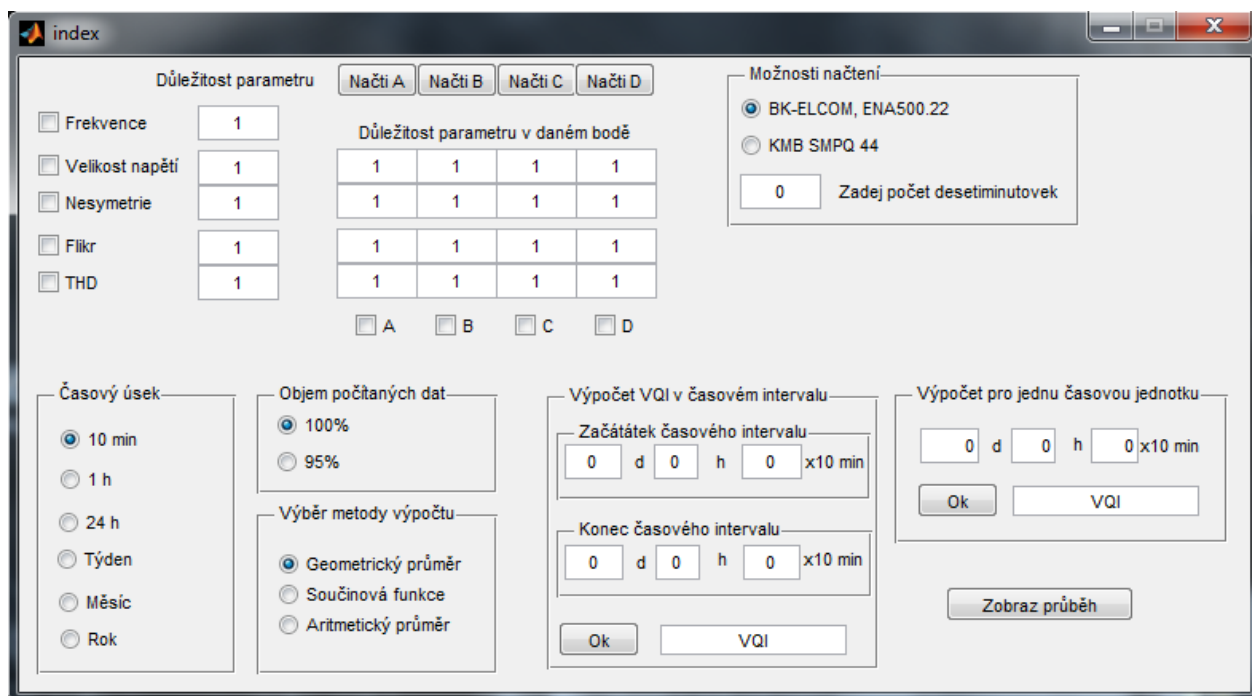 index
Důležitost parametru
Načti A Načti B Načti C Načti D
Frekvence 1
Důležitost parametru v daném bodě
Velikost napětí 1 1 1 1 1
Nesymetrie 1 1 1 1 1
Flikr 1 1 1 1 1
THD 1 1 1 1 1
A B C D
Možnosti načtení
BK-ELCOM, ENA500.22
KMB SMPQ 44
0 Zadej počet desetiminutovek
Časový úsek
10 min
1 h
24 h
Týden
Měsíc
Rok
Objem počítaných dat
100%
95%
Výběr metody výpočtu
Geometrický průměr
Součinová funkce
Aritmetický průměr
Výpočet VQI v časovém intervalu
Začátátek časového intervalu
0 d 0 h 0 x10 min
Konec časového intervalu
0 d 0 h 0 x10 min
Ok VQI
Výpočet pro jednu časovou jednotku
0 d 0 h 0 x10 min
Ok VQI
Zobraz průběh